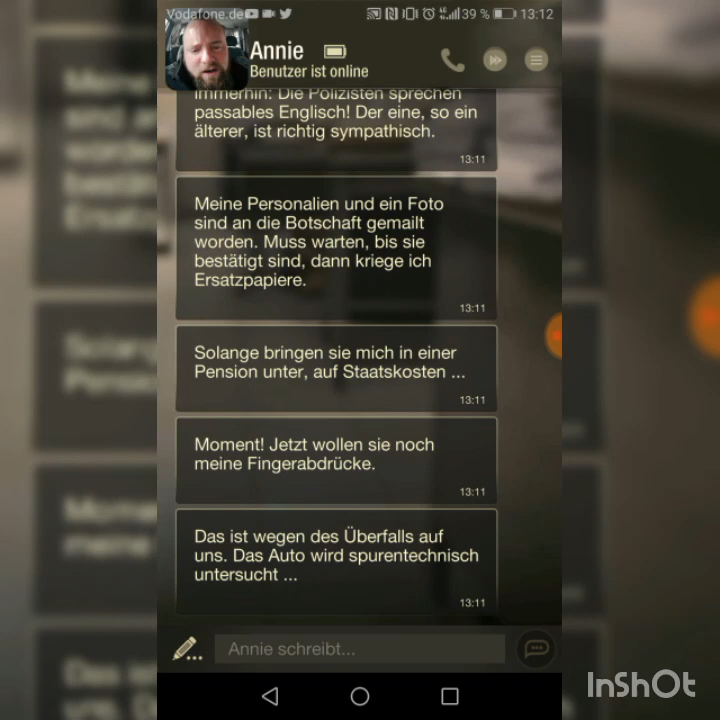 Vodafone.de
39 % 13:12
Annie
Benutzer ist online
Immerhin: Die Polizisten sprechen
passables Englisch! Der eine, so ein
älterer, ist richtig sympathisch.
13:11
Meine Personalien und ein Foto
sind an die Botschaft gemailt
worden. Muss warten, bis sie
bestätigt sind, dann kriege ich
Ersatzpapiere.
13:11
Solange bringen sie mich in einer
Pension unter, auf Staatskosten ...
13:11
Moment! Jetzt wollen sie noch
meine Fingerabdrücke.
13:11
Das ist wegen des Überfalls auf
uns. Das Auto wird spurentechnisch
untersucht ...
13:11
Annie schreibt...
InShOt